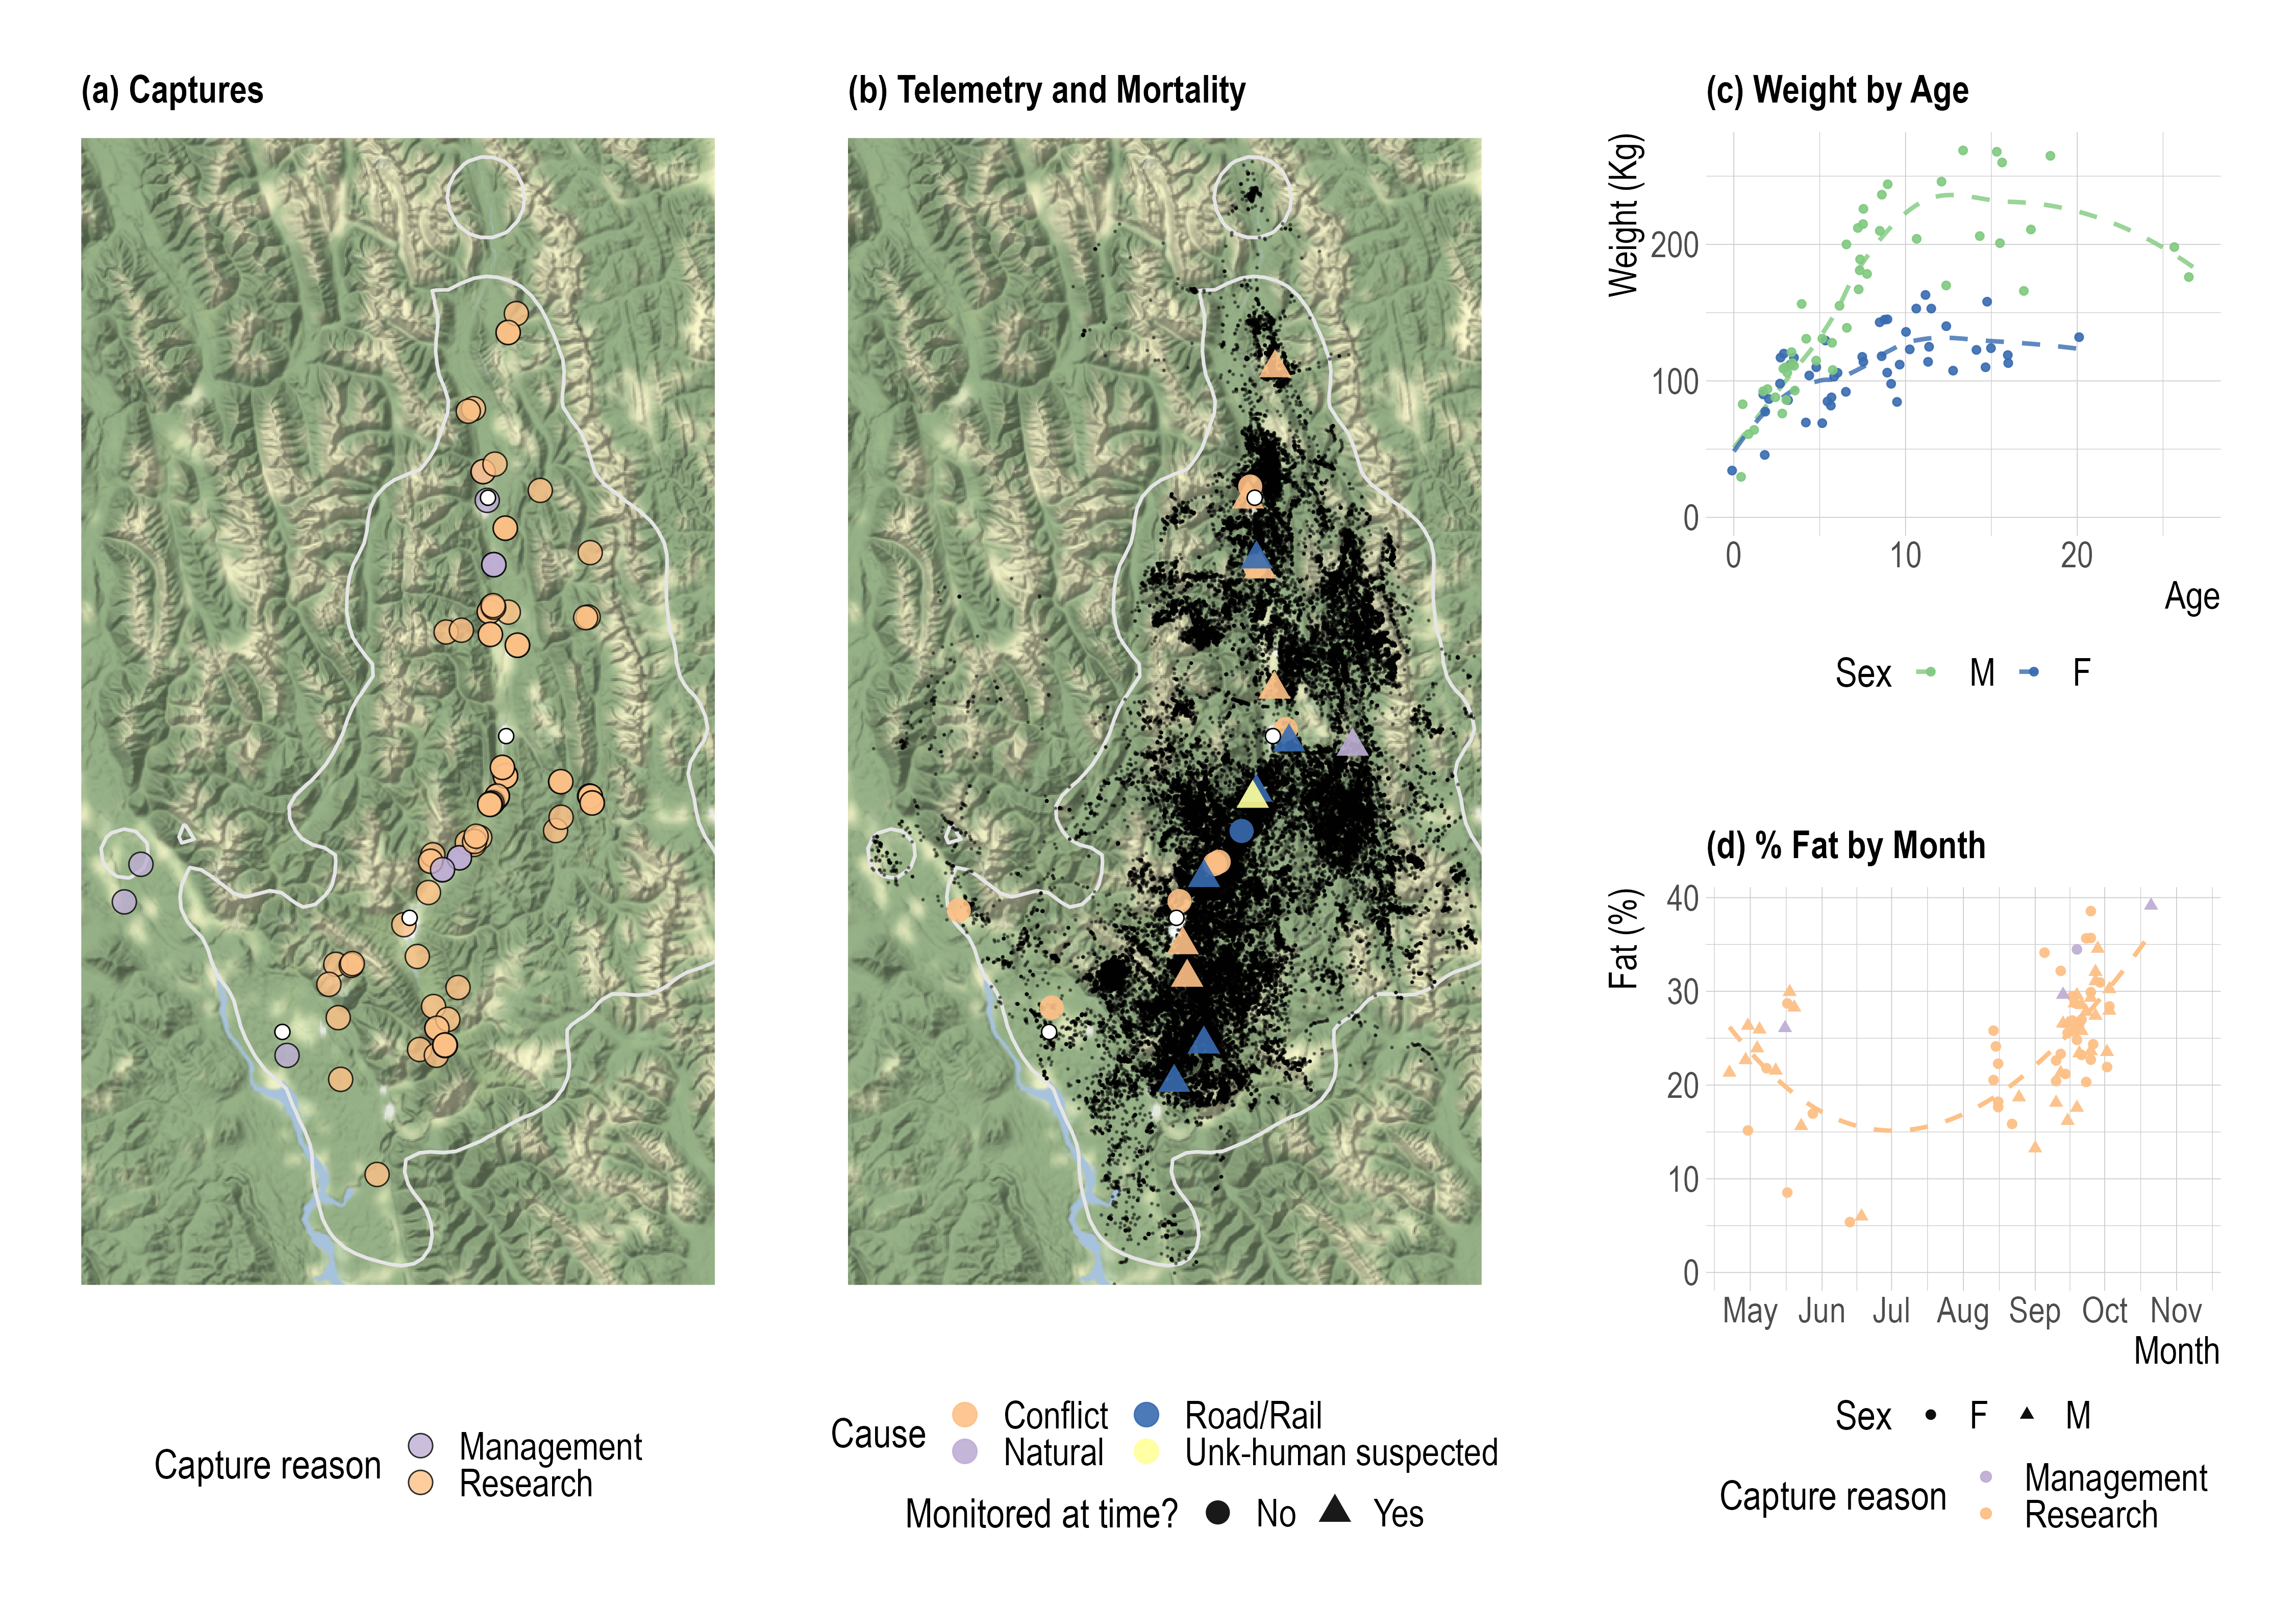 (a) Captures
Capture reason
Management
Research
(b) Telemetry and Mortality
Cause
Conflict
Road/Rail
Natural
Unk-human suspected
Monitored at time?
No
Yes
(c) Weight by Age
Weight (Kg)
200
100
0
0 10 20
Age
Sex M F
(d) % Fat by Month
Fat (%)
40
30
20
10
0
May Jun Jul Aug Sep Oct Nov
Month
Sex F M
Capture reason
Management
Research